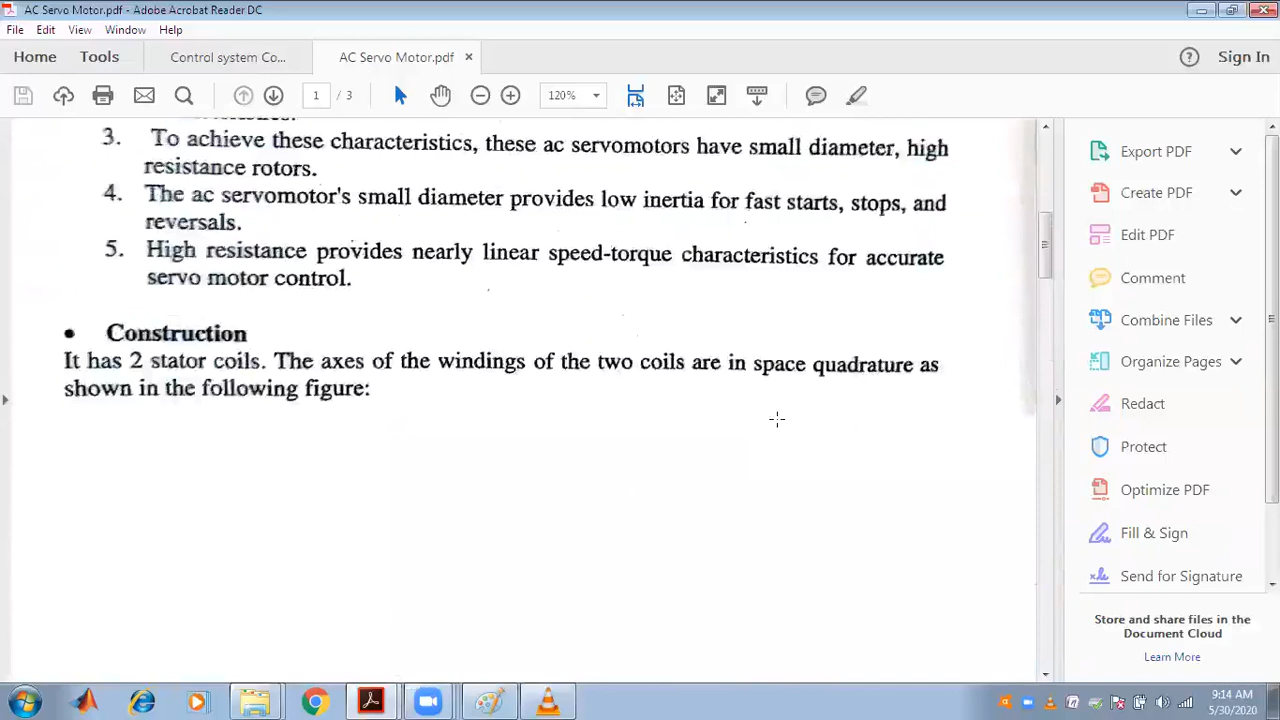 AC Servo Motor.pdf - Adobe Acrobat Reader DC
File Edit View Window Help
Home Tools Control system Co... AC Servo Motor.pdf × Sign In
1 / 3 120%
3. To achieve these characteristics, these ac servomotors have small diameter, high
resistance rotors.
4. The ac servomotor's small diameter provides low inertia for fast starts, stops, and
reversals.
5. High resistance provides nearly linear speed-torque characteristics for accurate
servo motor control.
• Construction
It has 2 stator coils. The axes of the windings of the two coils are in space quadrature as
shown in the following figure:
Export PDF
Create PDF
Edit PDF
Comment
Combine Files
Organize Pages
Redact
Protect
Optimize PDF
Fill & Sign
Send for Signature
Store and share files in the
Document Cloud
Learn More
9:14 AM
5/30/2020